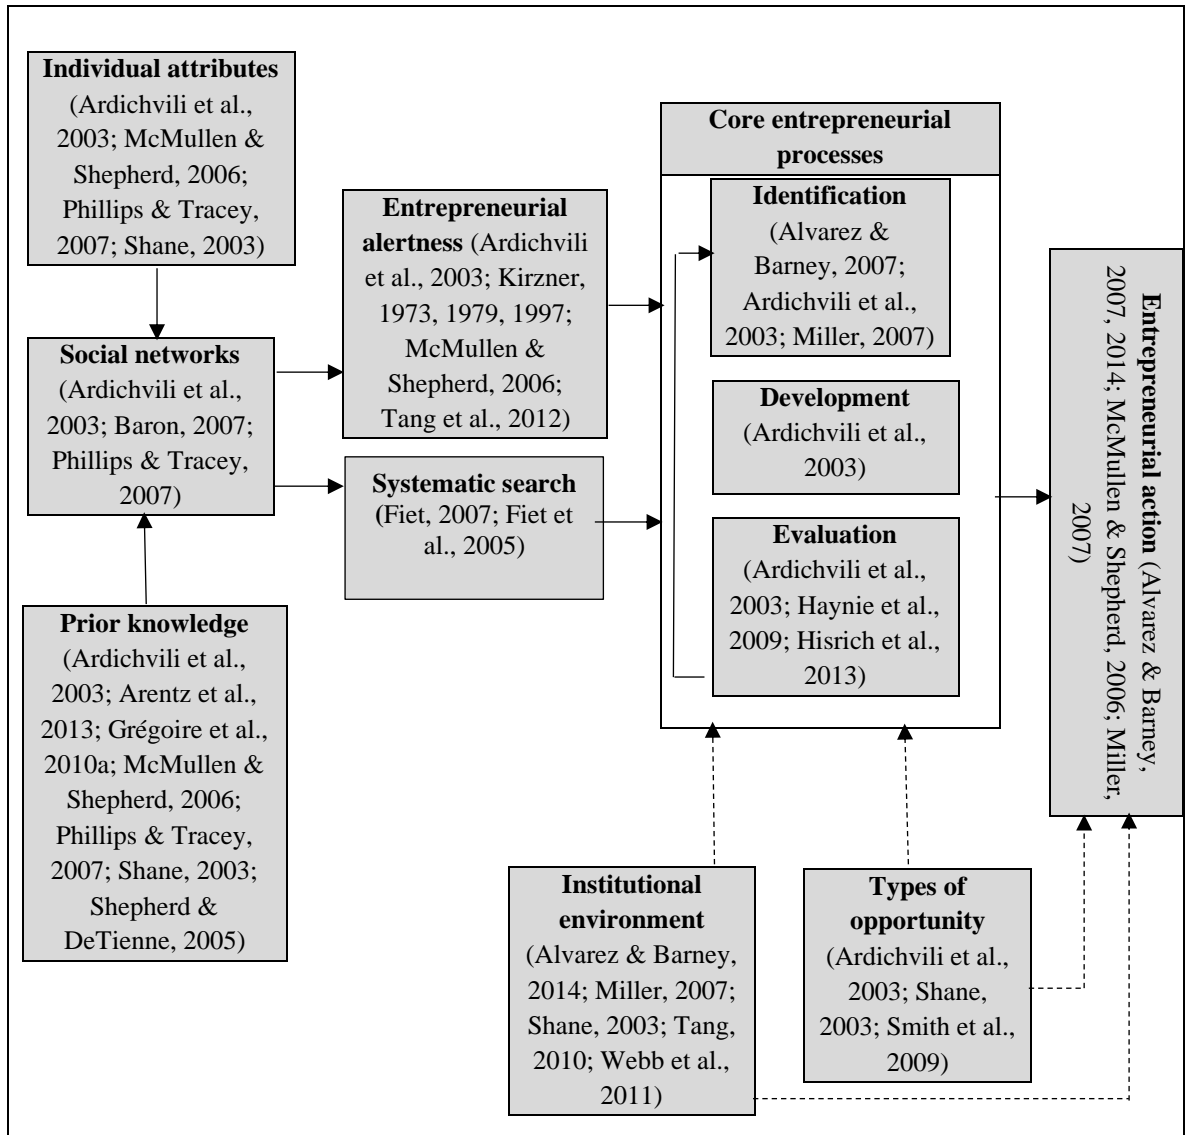 Individual attributes
(Ardichvili et al.,
2003; McMullen &
Shepherd, 2006;
Phillips & Tracey,
2007; Shane, 2003)
Social networks
(Ardichvili et al.,
2003; Baron, 2007;
Phillips & Tracey,
2007)
Prior knowledge
(Ardichvili et al.,
2003; Arentz et al.,
2013; Grégoire et al.,
2010a; McMullen &
Shepherd, 2006;
Phillips & Tracey,
2007; Shane, 2003;
Shepherd &
DeTienne, 2005)
Entrepreneurial
alertness (Ardichvili
et al., 2003; Kirzner,
1973, 1979, 1997;
McMullen &
Shepherd, 2006;
Tang et al., 2012)
Systematic search
(Fiet, 2007; Fiet et
al., 2005)
Core entrepreneurial
processes
Identification
(Alvarez &
Barney, 2007;
Ardichvili et al.,
2003; Miller, 2007)
Development
(Ardichvili et al.,
2003)
Evaluation
(Ardichvili et al.,
2003; Haynie et al.,
2009; Hisrich et al.,
2013)
Institutional
environment
(Alvarez & Barney,
2014; Miller, 2007;
Shane, 2003; Tang,
2010; Webb et al.,
2011)
Types of
opportunity
(Ardichvili et al.,
2003; Shane,
2003; Smith et al.,
2009)
Entrepreneurial action (Alvarez & Barney,
2007, 2014; McMullen & Shepherd, 2006; Miller,
2007)